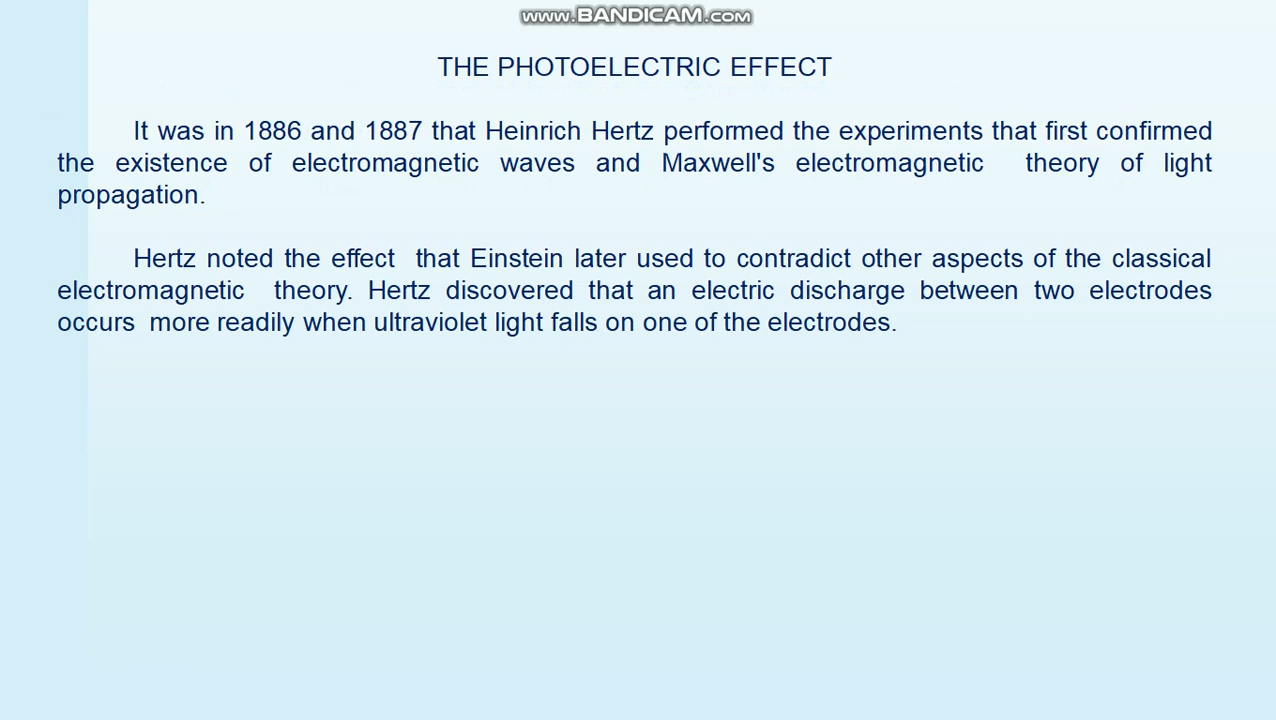 www.BANDICAM.com
THE PHOTOELECTRIC EFFECT
It was in 1886 and 1887 that Heinrich Hertz performed the experiments that first confirmed
the existence of electromagnetic waves and Maxwell's electromagnetic theory of light
propagation.
Hertz noted the effect that Einstein later used to contradict other aspects of the classical
electromagnetic theory. Hertz discovered that an electric discharge between two electrodes
occurs more readily when ultraviolet light falls on one of the electrodes.